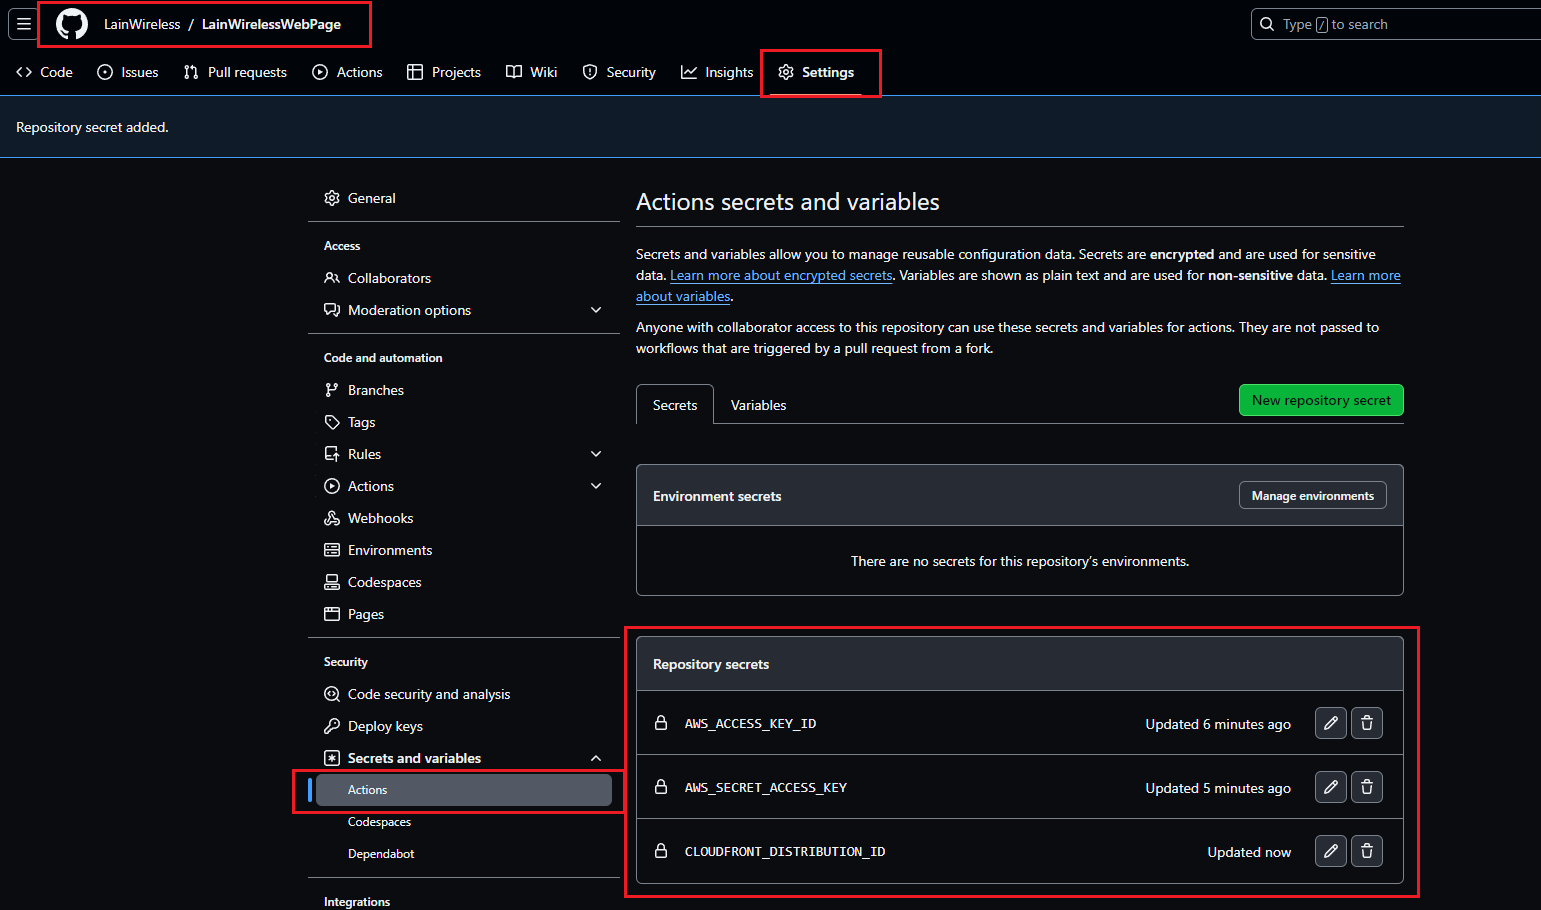 LainWireless / LainWirelessWebPage
Type / to search
Code Issues Pull requests Actions Projects Wiki Security Insights Settings
Repository secret added.
General
Access
Collaborators
Moderation options
Code and automation
Branches
Tags
Rules
Actions
Webhooks
Environments
Codespaces
Pages
Security
Code security and analysis
Deploy keys
Secrets and variables
Actions
Codespaces
Dependabot
Integrations
Actions secrets and variables
Secrets and variables allow you to manage reusable configuration data. Secrets are encrypted and are used for sensitive
data. Learn more about encrypted secrets. Variables are shown as plain text and are used for non-sensitive data. Learn more
about variables.
Anyone with collaborator access to this repository can use these secrets and variables for actions. They are not passed to
workflows that are triggered by a pull request from a fork.
Secrets Variables New repository secret
Environment secrets Manage environments
There are no secrets for this repository's environments.
Repository secrets
AWS_ACCESS_KEY_ID Updated 6 minutes ago
AWS_SECRET_ACCESS_KEY Updated 5 minutes ago
CLOUDFRONT_DISTRIBUTION_ID Updated now